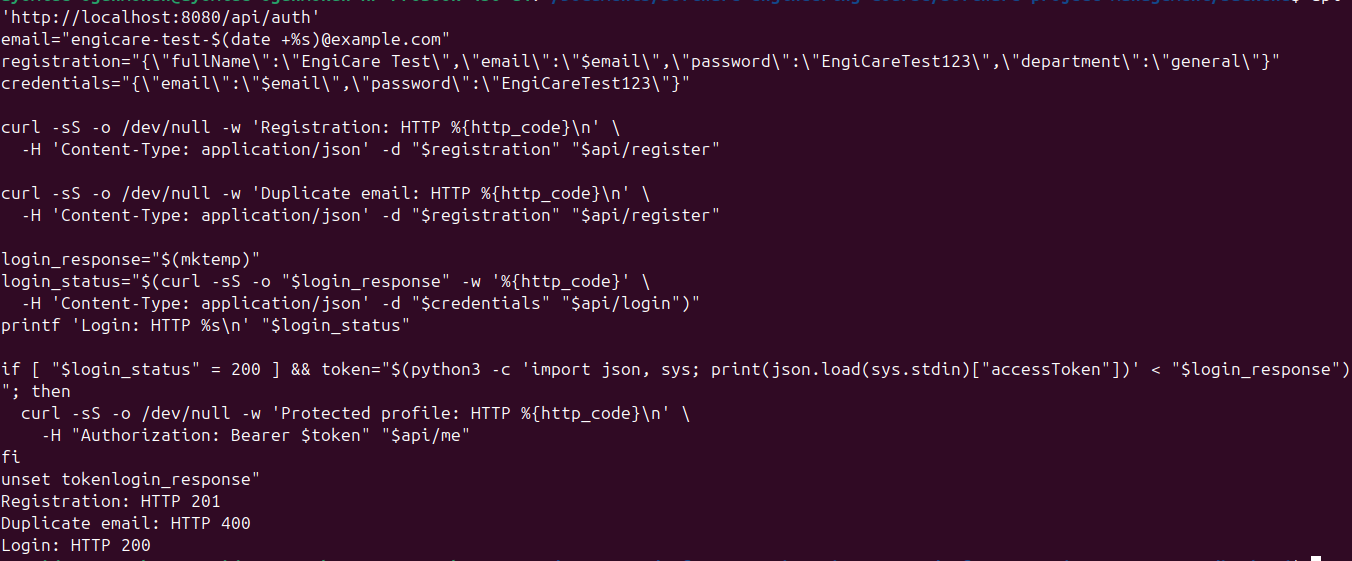 'http://localhost:8080/api/auth'
email="engicare-test-$(date +%s)@example.com"
registration="{\"fullName\":\"EngiCare Test\",\"email\":\"$email\",\"password\":\"EngiCareTest123\",\"department\":\"general\"}"
credentials="{\"email\":\"$email\",\"password\":\"EngiCareTest123\"}"
curl -sS -o /dev/null -w 'Registration: HTTP %{http_code}\n' \
-H 'Content-Type: application/json' -d "$registration" "$api/register"
curl -sS -o /dev/null -w 'Duplicate email: HTTP %{http_code}\n' \
-H 'Content-Type: application/json' -d "$registration" "$api/register"
login_response="$(mktemp)"
login_status="$(curl -sS -o "$login_response" -w '%{http_code}' \
-H 'Content-Type: application/json' -d "$credentials" "$api/login")"
printf 'Login: HTTP %s\n' "$login_status"
if [ "$login_status" = 200 ] && token="$(python3 -c 'import json, sys; print(json.load(sys.stdin)["accessToken"])' < "$login_response")
"; then
curl -sS -o /dev/null -w 'Protected profile: HTTP %{http_code}\n' \
-H "Authorization: Bearer $token" "$api/me"
fi
unset tokenlogin_response"
Registration: HTTP 201
Duplicate email: HTTP 400
Login: HTTP 200